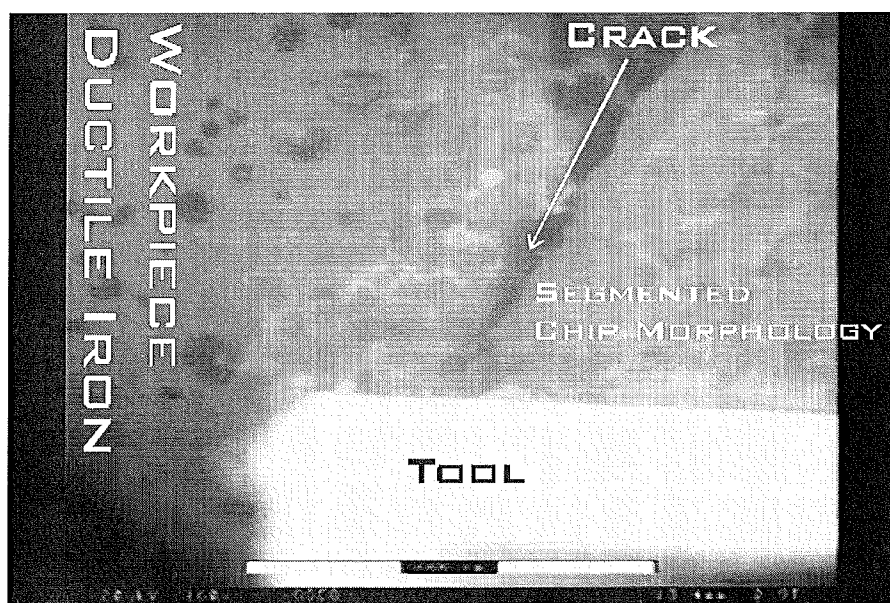 WORKPIECE
DUCTILE IRON
CRACK
SEGMENTED
CHIP MORPHOLOGY
TOOL